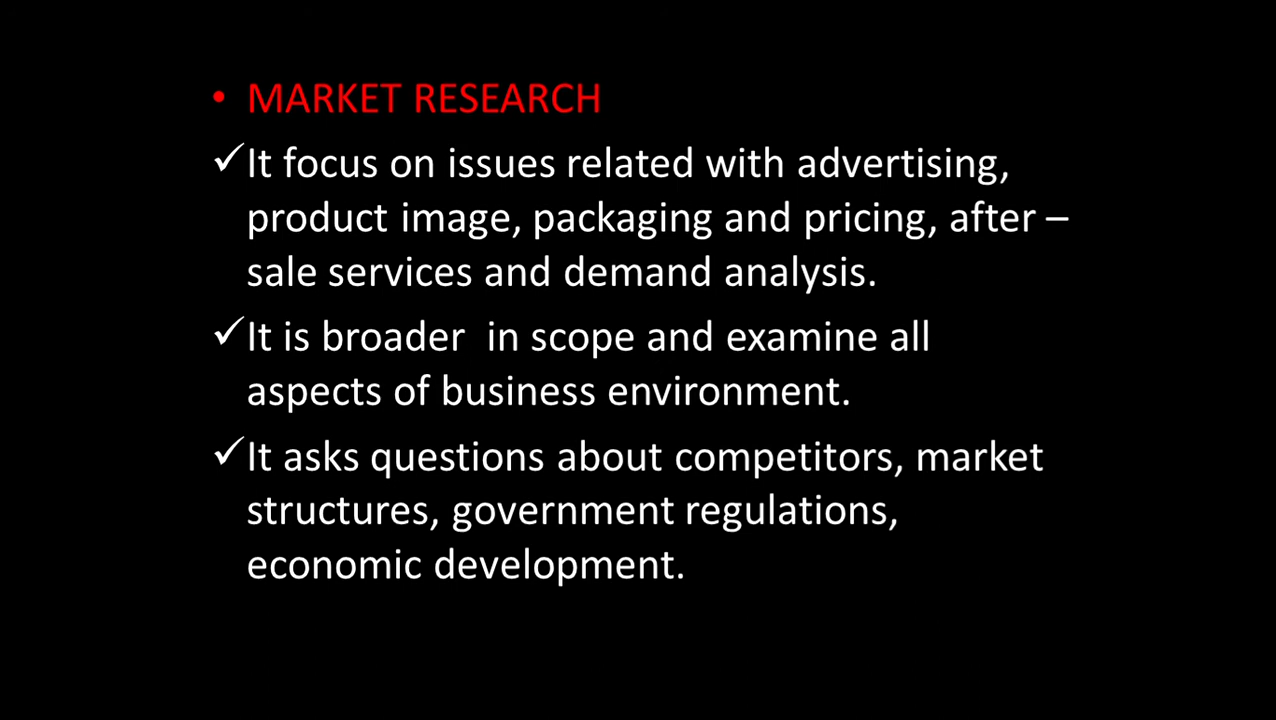 • MARKET RESEARCH
✓It focus on issues related with advertising,
product image, packaging and pricing, after –
sale services and demand analysis.
✓It is broader  in scope and examine all
aspects of business environment.
✓It asks questions about competitors, market
structures, government regulations,
economic development.